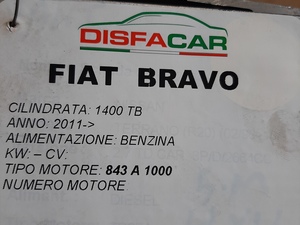 DISFACAR
FIAT BRAVO
CILINDRATA: 1400 TB
ANNO: 2011->
ALIMENTAZIONE: BENZINA
KW: – CV:
TIPO MOTORE: 843 A 1000
NUMERO MOTORE